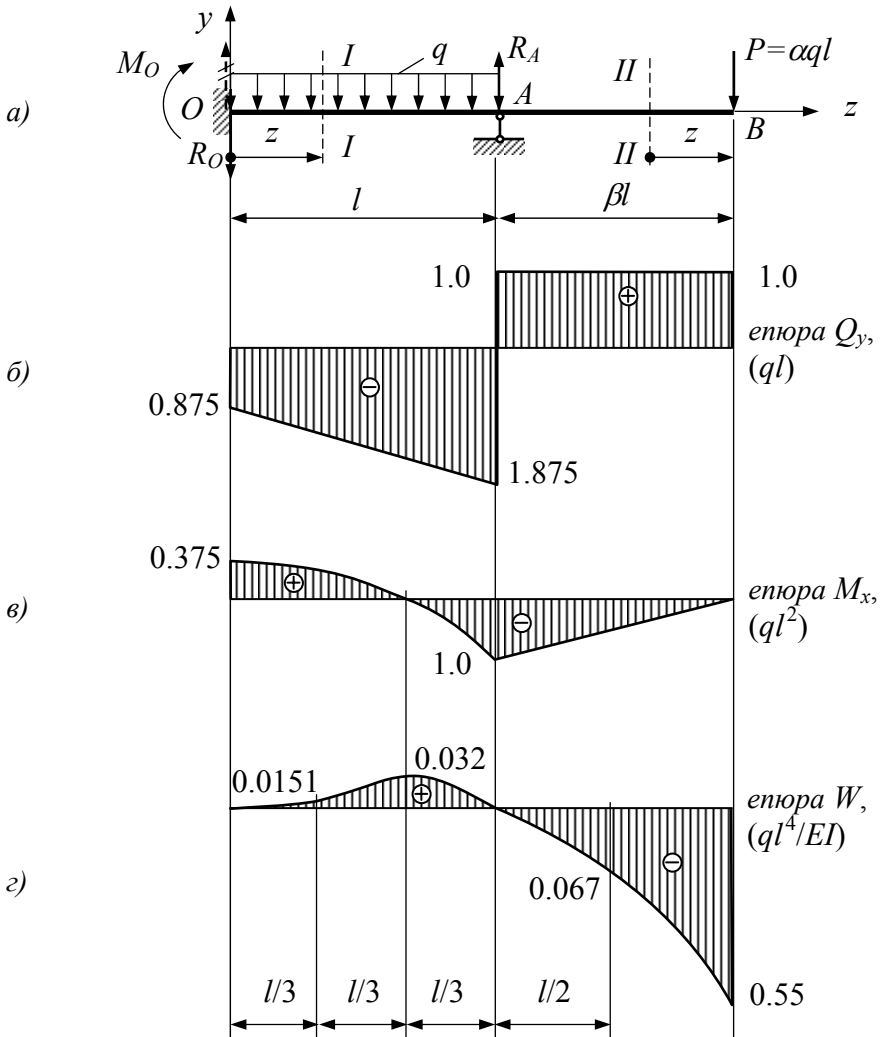 y
M_O
I
q
R_A
II
P=αql
а)
O
A
z
R_O
z
I
II
z
B
l
βl
1.0
1.0
епюра Q_y,
(ql)
б)
0.875
1.875
0.375
епюра M_x,
(ql²)
в)
1.0
0.0151
0.032
епюра W,
(ql⁴/EI)
г)
0.067
l/3
l/3
l/3
l/2
0.55